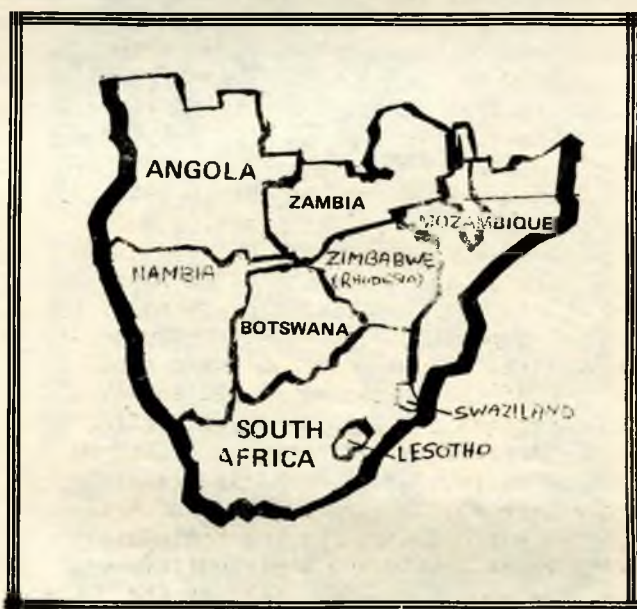 ANGOLA
ZAMBIA
MOZAMBIQUE
NAMBIA
ZIMBABWE
(RHODESIA)
BOTSWANA
SWAZILAND
SOUTH
AFRICA
LESOTHO